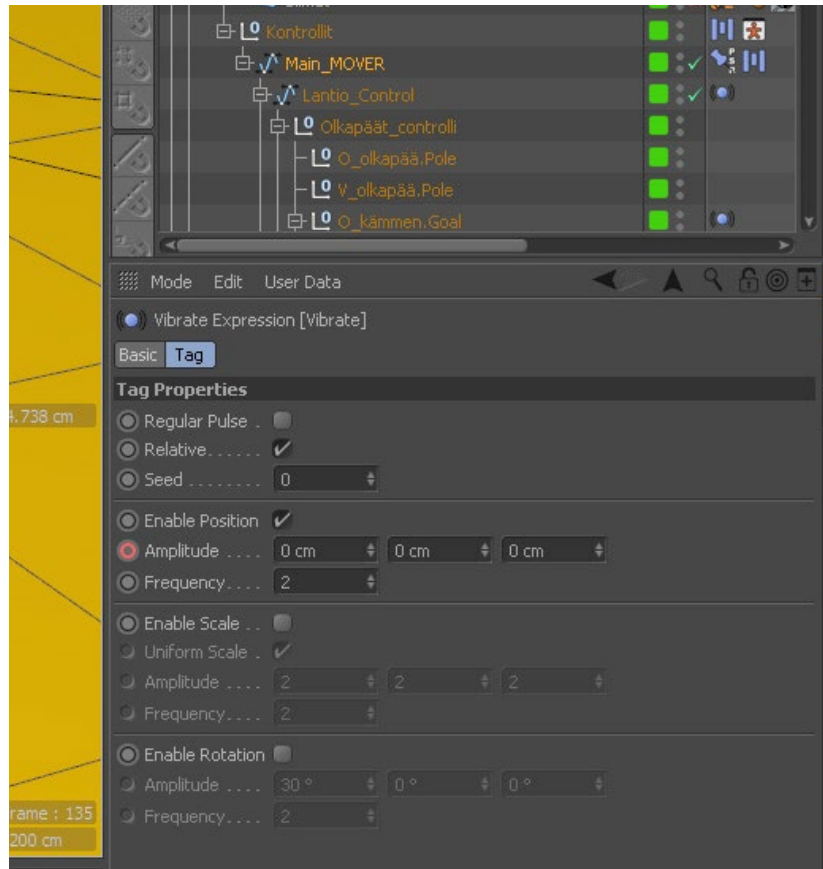 Kontrollit
Main_MOVER
Lantio_Control
Olkapäät_controlli
O_olkapää.Pole
V_olkapää.Pole
O_kämmen.Goal
Mode Edit User Data
Vibrate Expression [Vibrate]
Basic Tag
Tag Properties
4.738 cm
Regular Pulse .
Relative......
Seed ........ 0
Enable Position
Amplitude .... 0 cm 0 cm 0 cm
Frequency.... 2
Enable Scale ..
Uniform Scale .
Amplitude .... 2 2 2
Frequency.... 2
Enable Rotation
Amplitude .... 30 ° 0 ° 0 °
rame : 135
Frequency.... 2
200 cm